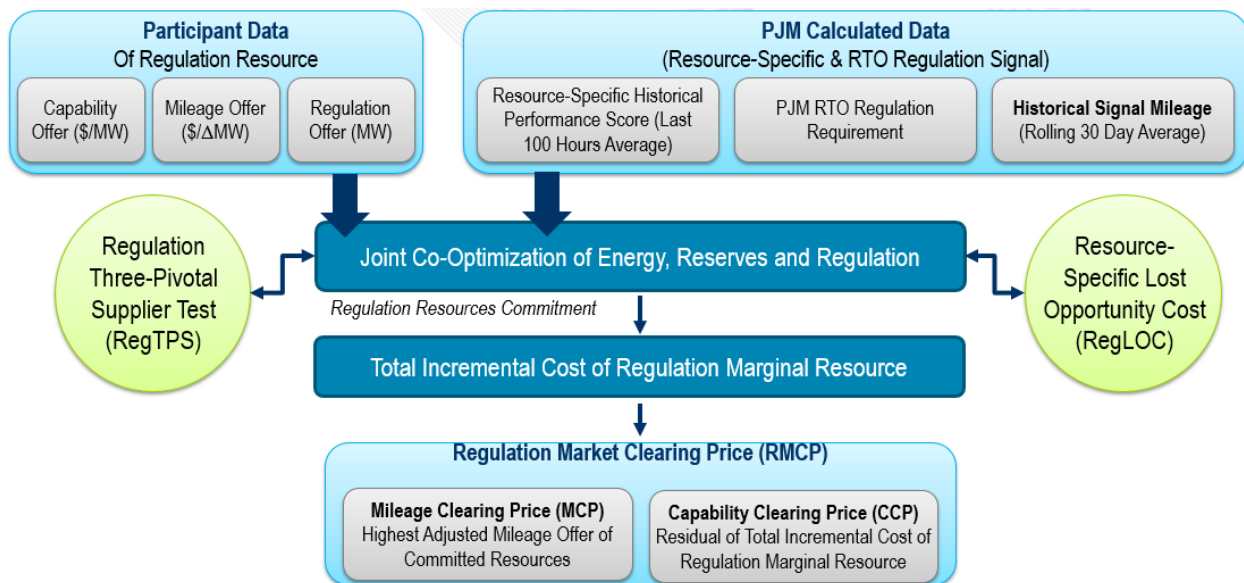 Participant Data
Of Regulation Resource
Capability
Offer ($/MW)
Mileage Offer
($/ΔMW)
Regulation
Offer (MW)
PJM Calculated Data
(Resource-Specific & RTO Regulation Signal)
Resource-Specific Historical
Performance Score (Last
100 Hours Average)
PJM RTO Regulation
Requirement
Historical Signal Mileage
(Rolling 30 Day Average)
Regulation
Three-Pivotal
Supplier Test
(RegTPS)
Joint Co-Optimization of Energy, Reserves and Regulation
Resource-
Specific Lost
Opportunity Cost
(RegLOC)
Regulation Resources Commitment
Total Incremental Cost of Regulation Marginal Resource
Regulation Market Clearing Price (RMCP)
Mileage Clearing Price (MCP)
Highest Adjusted Mileage Offer of
Committed Resources
Capability Clearing Price (CCP)
Residual of Total Incremental Cost of
Regulation Marginal Resource